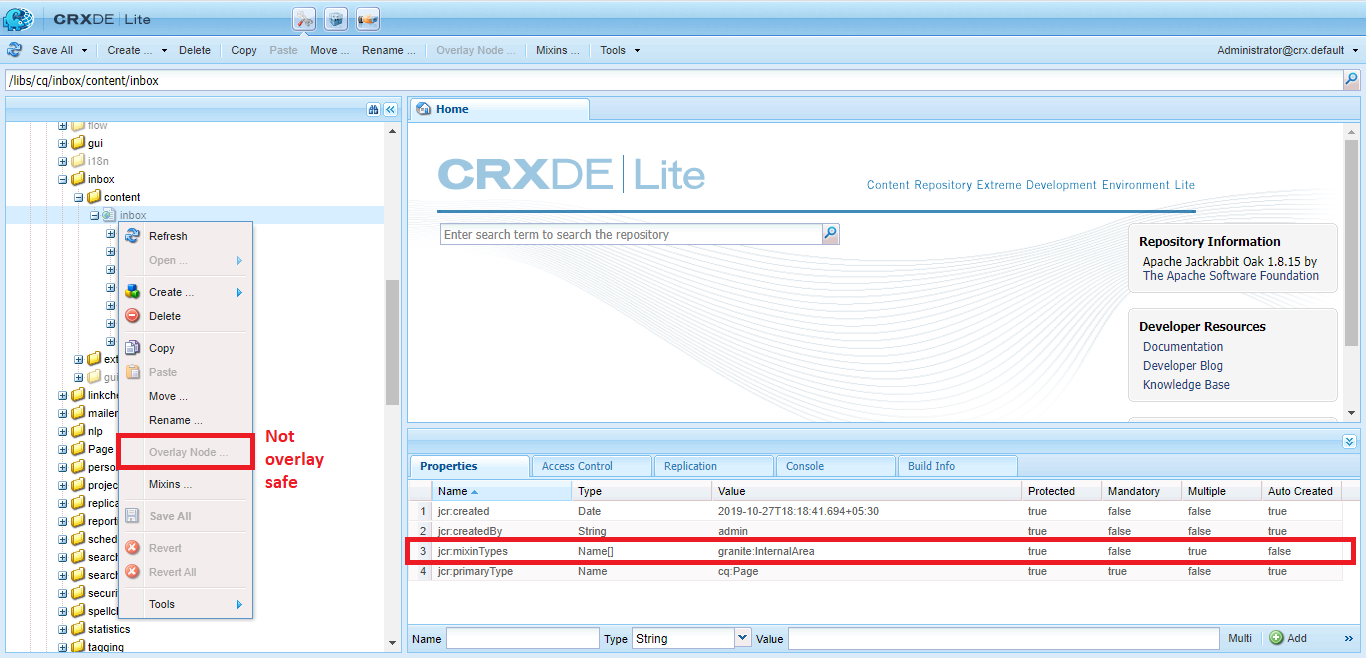 CRXDE | Lite
Save All Create ... Delete Copy Paste Move ... Rename ... Overlay Node ... Mixins ... Tools Administrator@crx.default
/libs/cq/inbox/content/inbox
flow
gui
i18n
inbox
content
inbox
ext
gui
linkche
mailer
nlp
Page
perso
projec
replica
reporti
sched
search
search
securi
spellch
statistics
tagging
Refresh
Open ...
Create ...
Delete
Copy
Paste
Move ...
Rename ...
Overlay Node ...
Mixins ...
Save All
Revert
Revert All
Tools
Not
overlay
safe
Home
CRXDE | Lite
Content Repository Extreme Development Environment Lite
Enter search term to search the repository
Repository Information
Apache Jackrabbit Oak 1.8.15 by
The Apache Software Foundation
Developer Resources
Documentation
Developer Blog
Knowledge Base
Properties Access Control Replication Console Build Info
Name Type Value Protected Mandatory Multiple Auto Created
1 jcr:created Date 2019-10-27T18:18:41.694+05:30 true false false true
2 jcr:createdBy String admin true false false true
3 jcr:mixinTypes Name[] granite:InternalArea true false true false
4 jcr:primaryType Name cq:Page true true false true
Name Type String Value Multi Add »